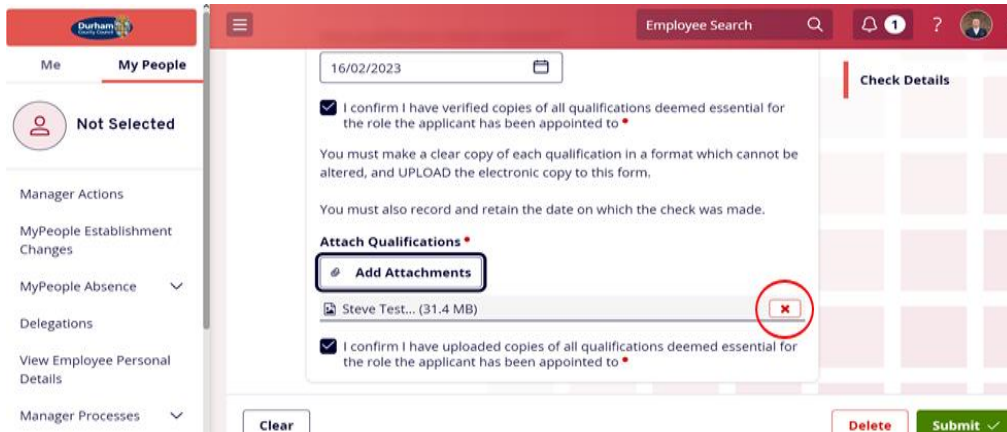 Durham
County Council
Employee Search
1
?
Me
My People
Not Selected
Manager Actions
MyPeople Establishment
Changes
MyPeople Absence
Delegations
View Employee Personal
Details
Manager Processes
16/02/2023
I confirm I have verified copies of all qualifications deemed essential for
the role the applicant has been appointed to •
You must make a clear copy of each qualification in a format which cannot be
altered, and UPLOAD the electronic copy to this form.
You must also record and retain the date on which the check was made.
Attach Qualifications •
Add Attachments
Steve Test... (31.4 MB)
I confirm I have uploaded copies of all qualifications deemed essential for
the role the applicant has been appointed to •
Check Details
Clear
Delete
Submit